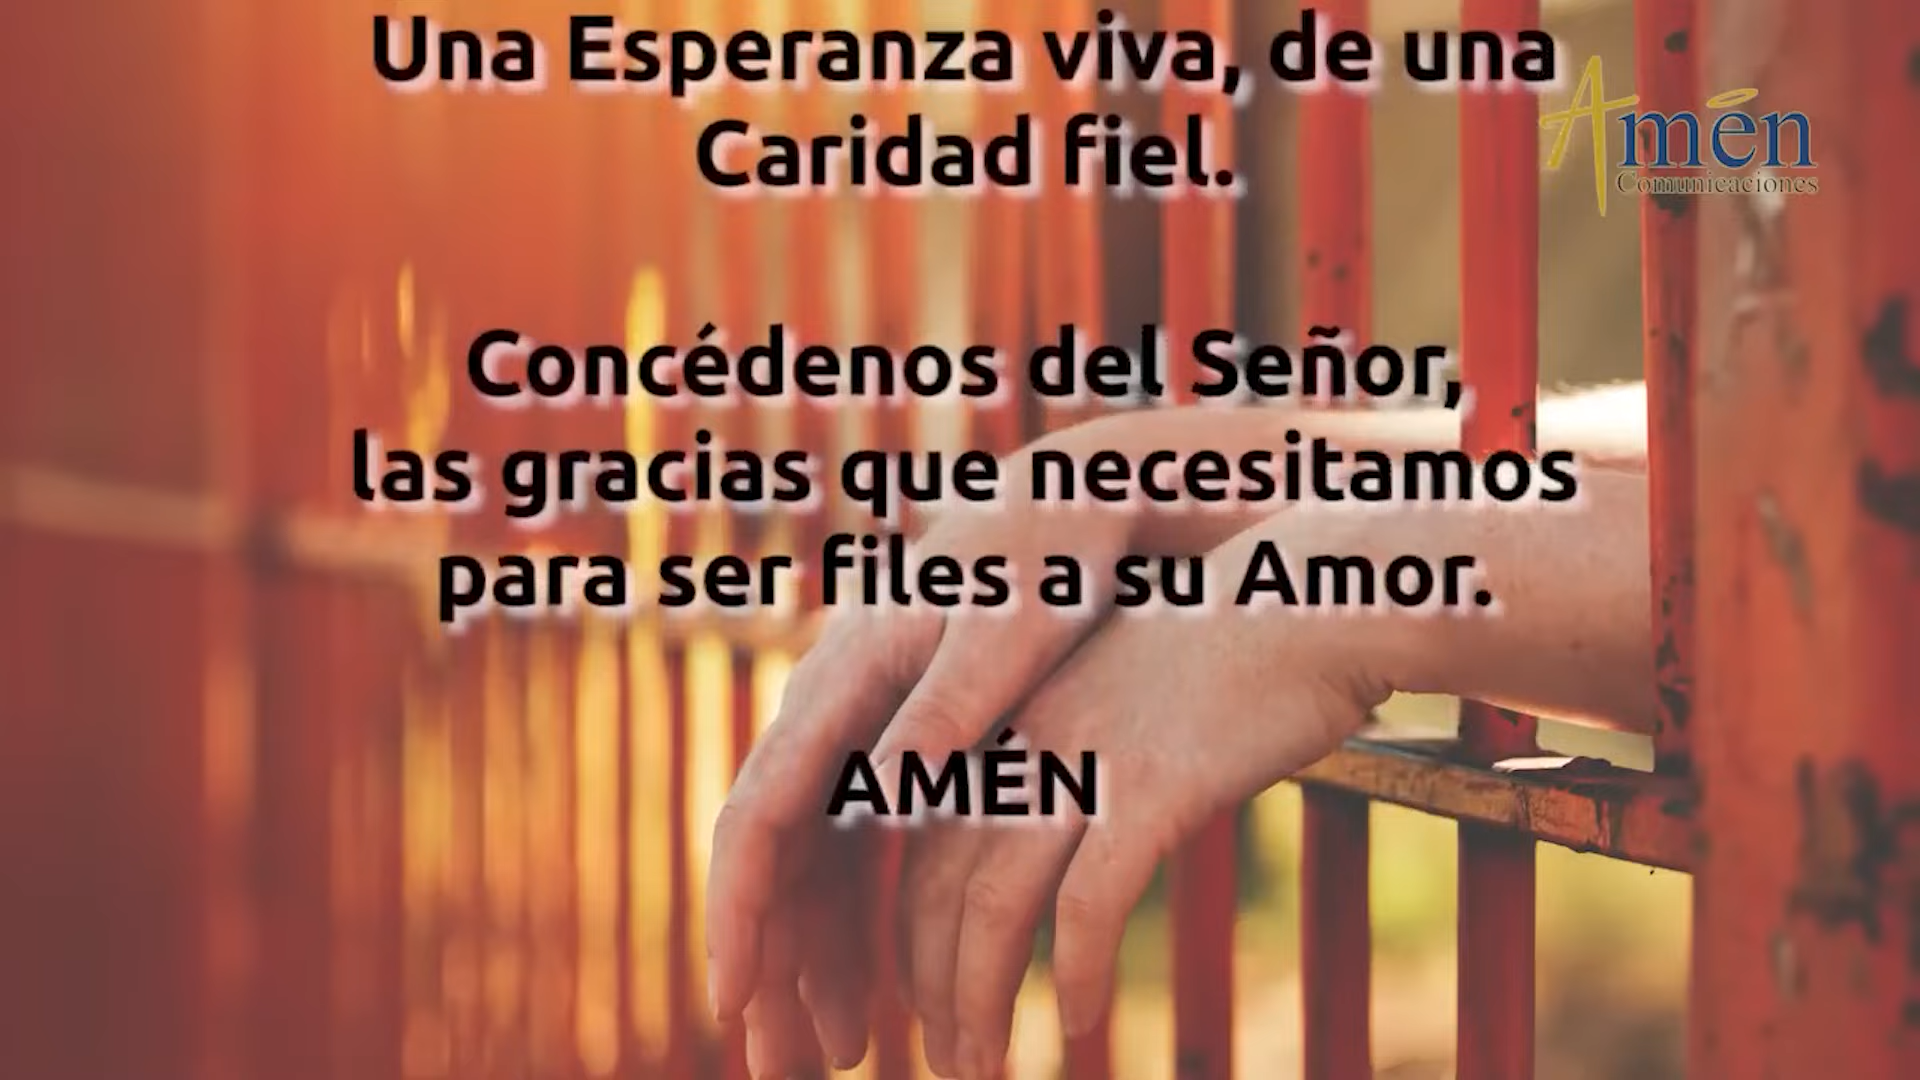 Una Esperanza viva, de una
Caridad fiel.
Amén
Comunicaciones
Concédenos del Señor,
las gracias que necesitamos
para ser files a su Amor.
AMÉN